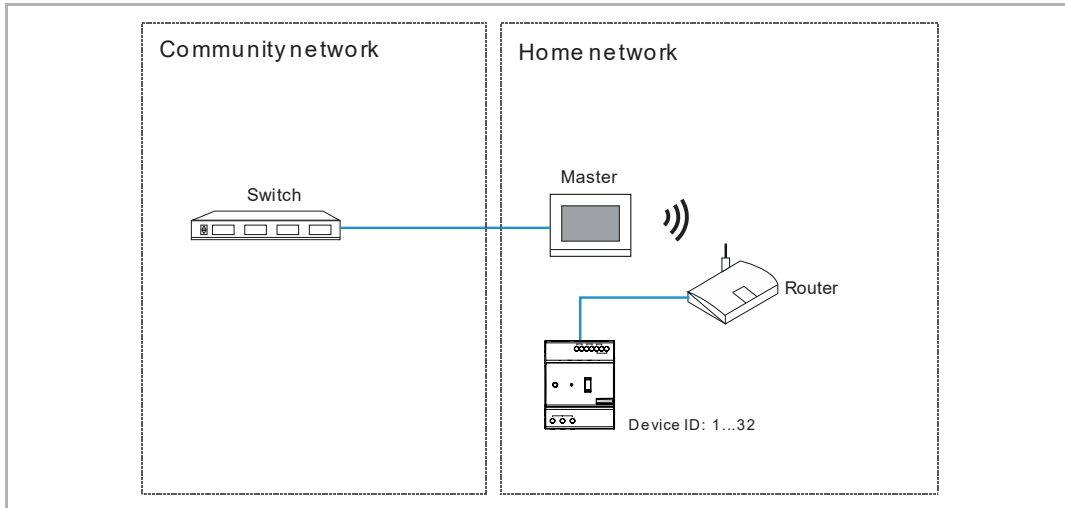 Community network
Home network
Switch
Master
Router
Device ID: 1...32